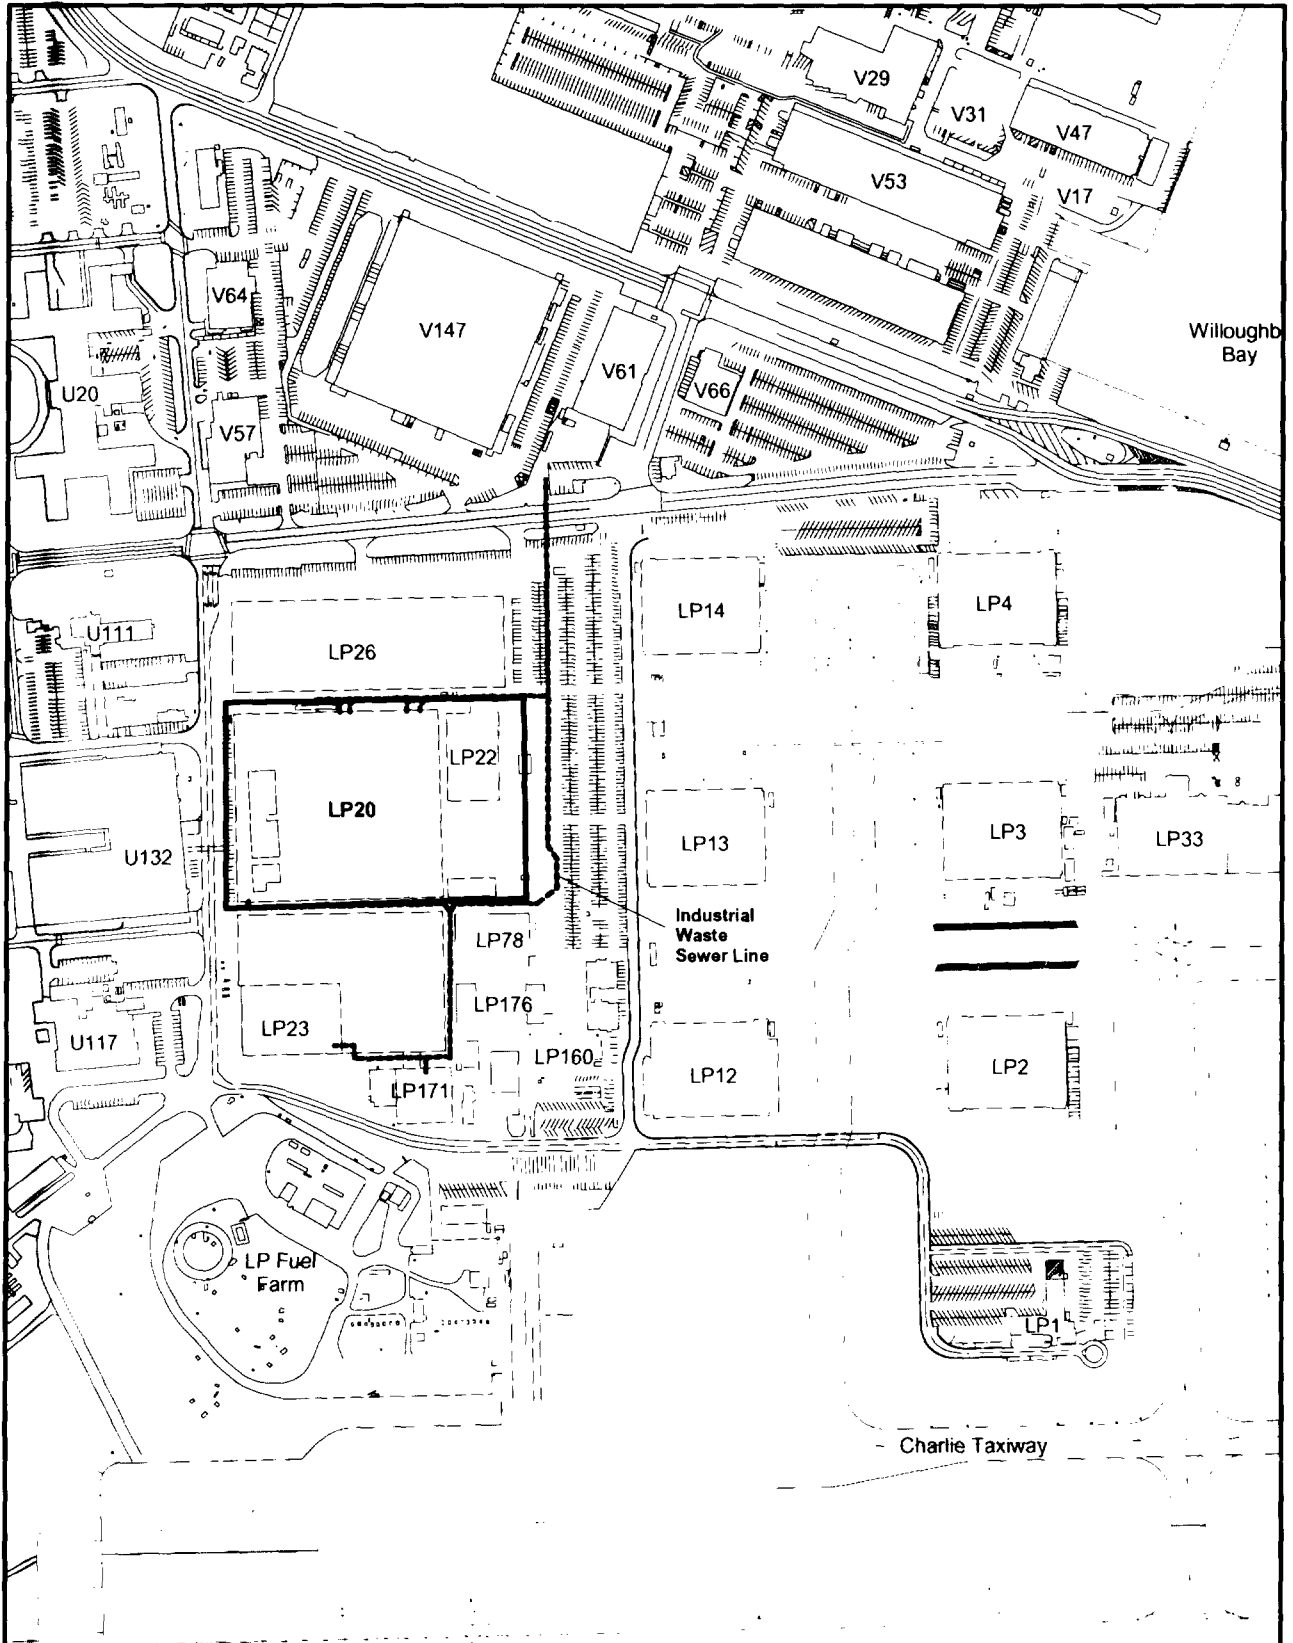 V29
V31
V47
V53
V17
V64
V147
Willoughb
Bay
V61
V66
U20
V57
LP14
LP4
U111
LP26
LP22
LP20
LP13
LP3
LP33
U132
Industrial
Waste
Sewer Line
LP78
LP176
LP23
U117
LP160
LP171
LP12
LP2
LP Fuel
Farm
LP1
Charlie Taxiway